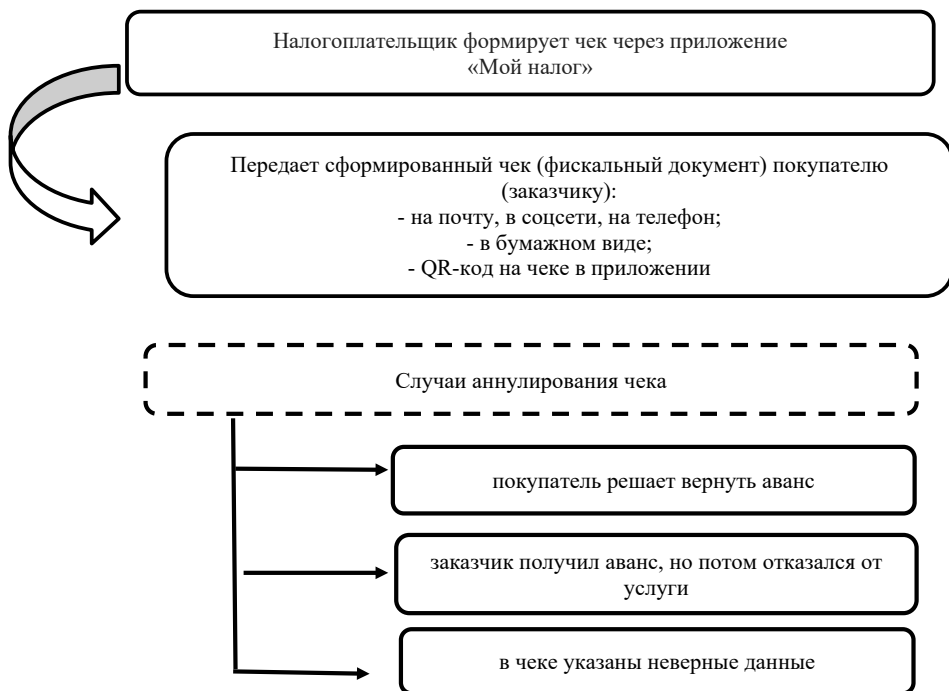 Налогоплательщик формирует чек через приложение
«Мой налог»
Передает сформированный чек (фискальный документ) покупателю
(заказчику):
- на почту, в соцсети, на телефон;
- в бумажном виде;
- QR-код на чеке в приложении
Случаи аннулирования чека
покупатель решает вернуть аванс
заказчик получил аванс, но потом отказался от
услуги
в чеке указаны неверные данные